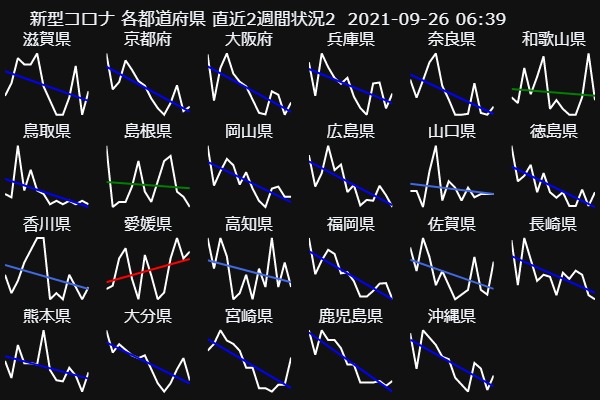 新型コロナ 各都道府県 直近2週間状況2 2021-09-26 06:39
滋賀県 京都府 大阪府 兵庫県 奈良県 和歌山県
鳥取県 島根県 岡山県 広島県 山口県 徳島県
香川県 愛媛県 高知県 福岡県 佐賀県 長崎県
熊本県 大分県 宮崎県 鹿児島県 沖縄県